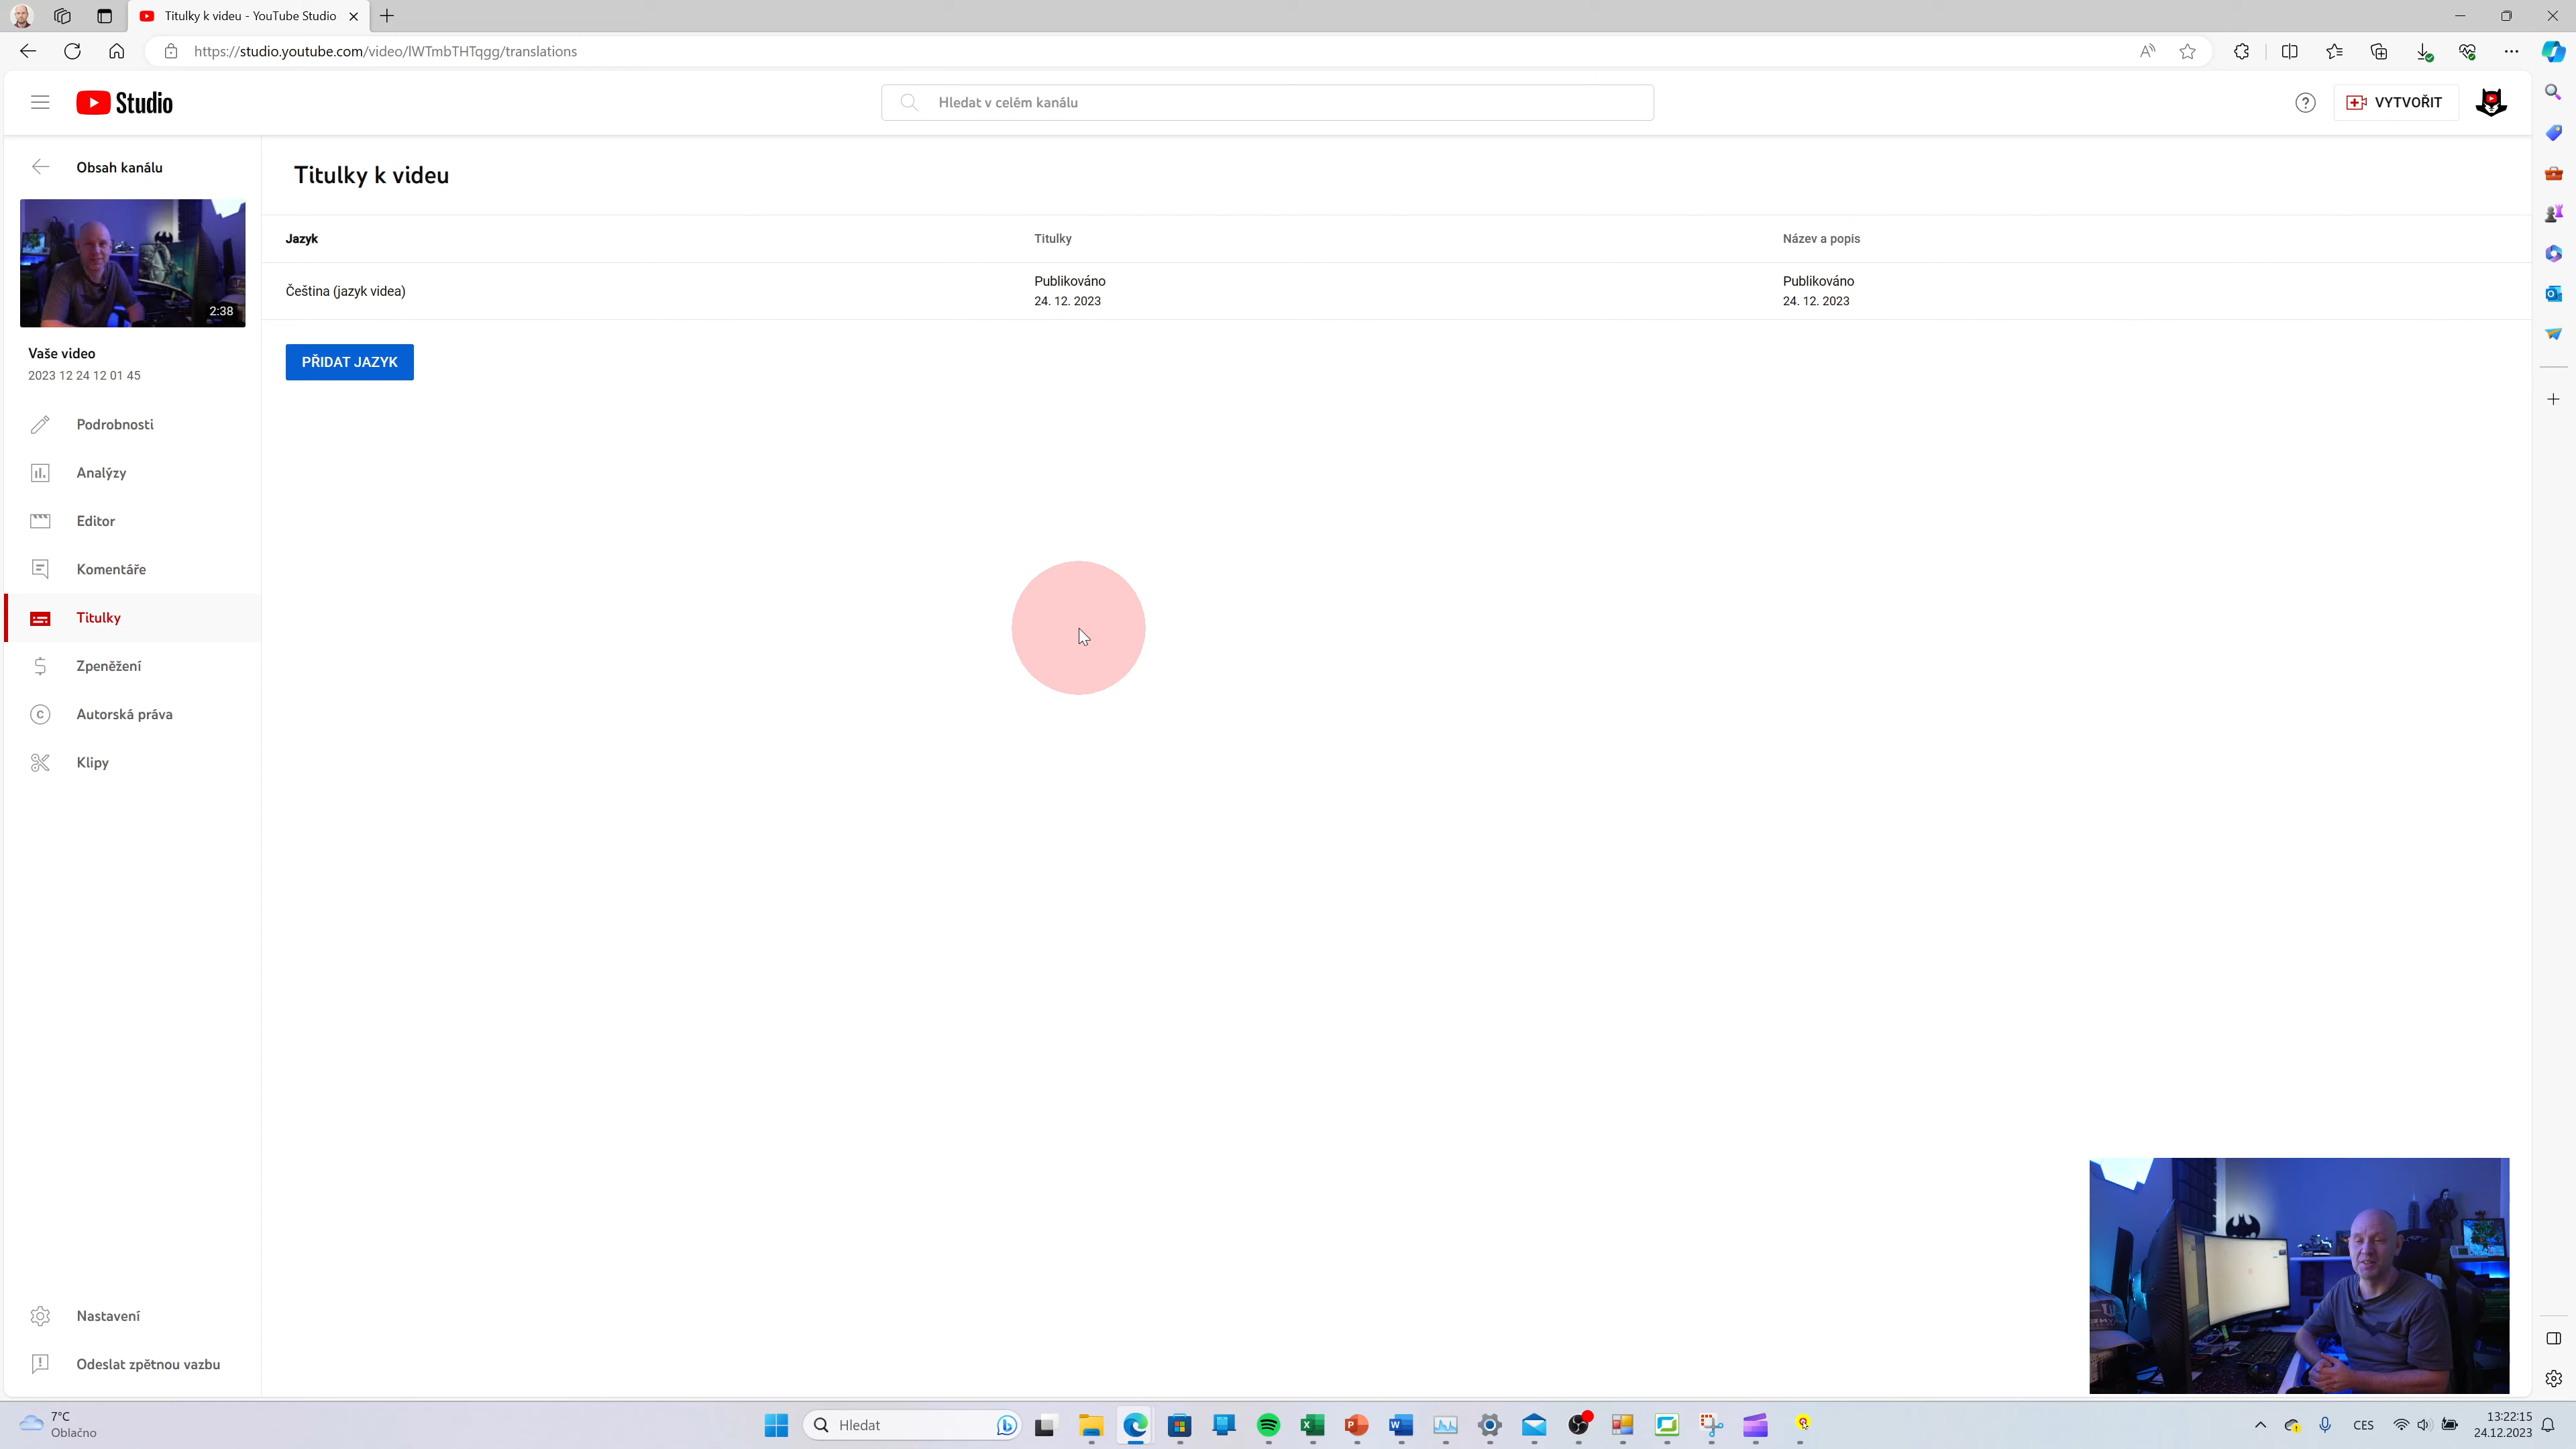 Titulky k videu - YouTube Studio
https://studio.youtube.com/video/lWTmbTHTqgg/translations
Studio
Hledat v celém kanálu
VYTVOŘIT
Obsah kanálu
2:38
Vaše video
2023 12 24 12 01 45
Podrobnosti
Analýzy
Editor
Komentáře
Titulky
Zpeněžení
Autorská práva
Klipy
Nastavení
Odeslat zpětnou vazbu
Titulky k videu
Jazyk Titulky Název a popis
Čeština (jazyk videa) Publikováno Publikováno
24. 12. 2023 24. 12. 2023
PŘIDAT JAZYK
7°C
Oblačno
Hledat
CES
13:22:15
24.12.2023